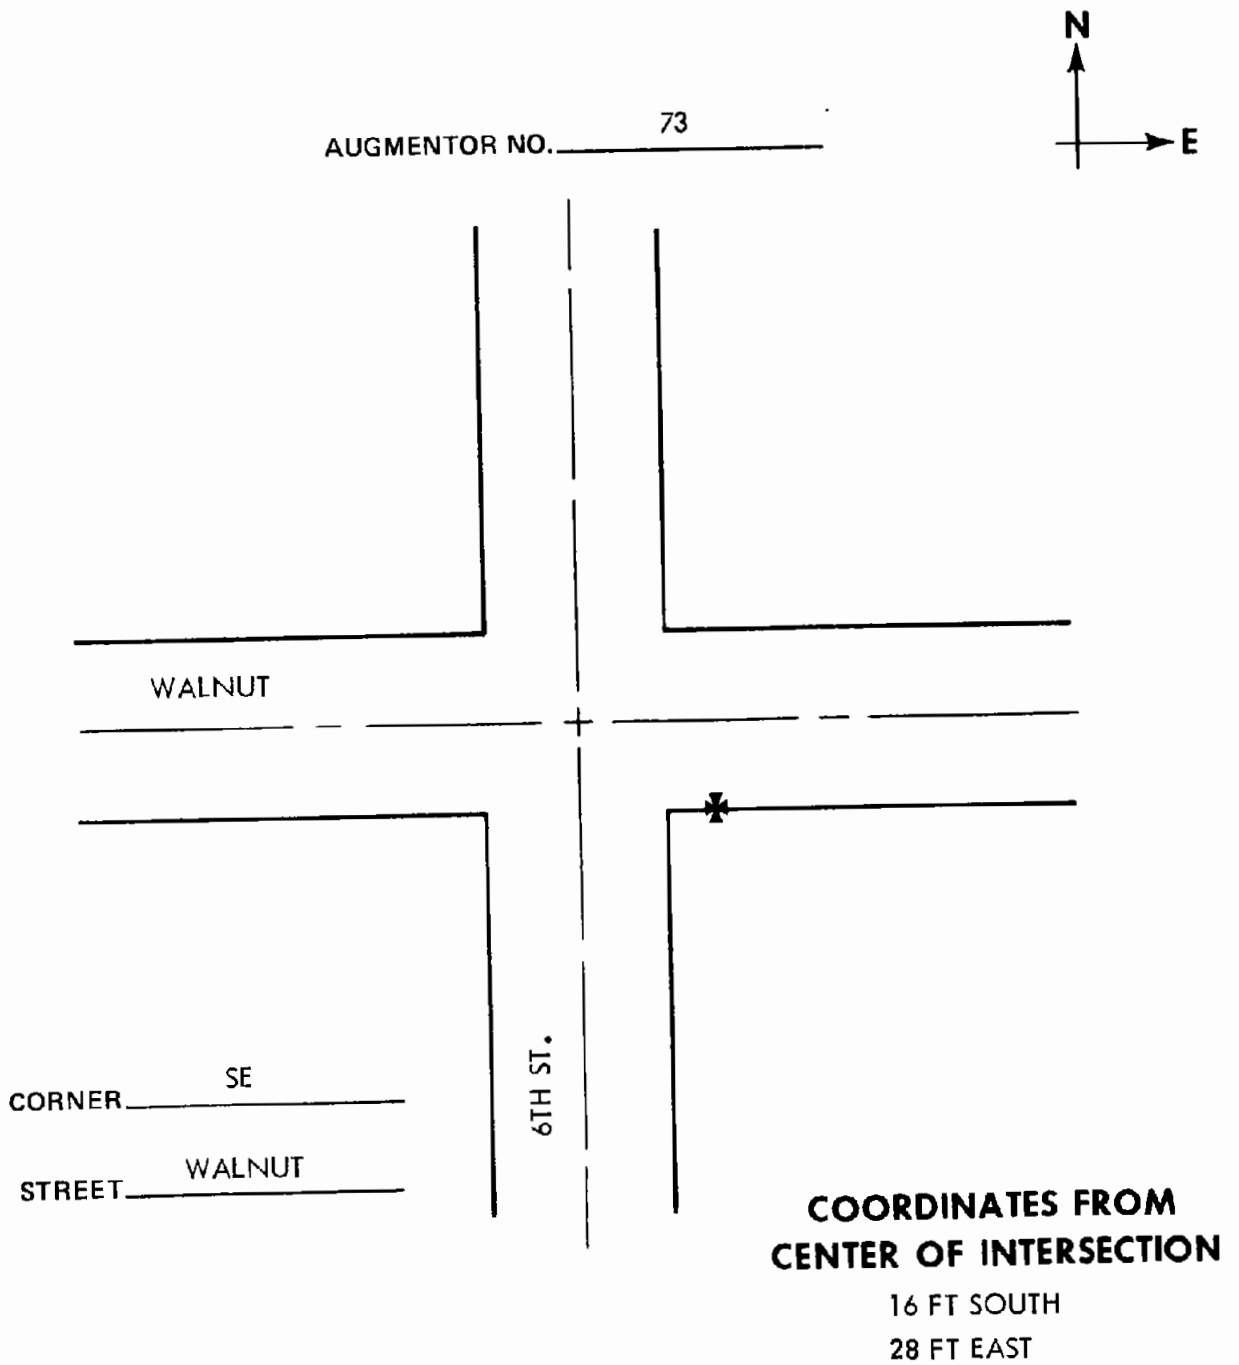 N
AUGMENTOR NO. 73
E
WALNUT
6TH ST.
CORNER SE
STREET WALNUT
COORDINATES FROM
CENTER OF INTERSECTION
16 FT SOUTH
28 FT EAST